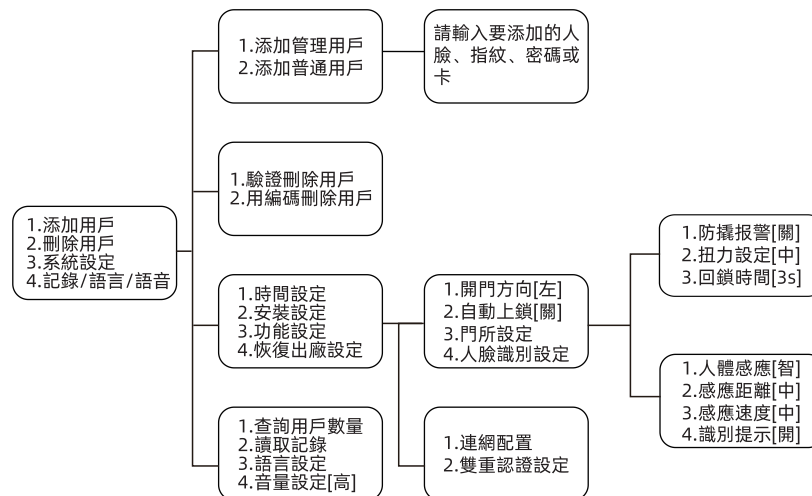 1.添加用戶
2.刪除用戶
3.系統設定
4.記錄/語言/語音
1.添加管理用戶
2.添加普通用戶
請輸入要添加的人
臉、指紋、密碼或
卡
1.驗證刪除用戶
2.用編碼刪除用戶
1.時間設定
2.安裝設定
3.功能設定
4.恢復出廠設定
1.查詢用戶數量
2.讀取記錄
3.語言設定
4.音量設定[高]
1.開門方向[左]
2.自動上鎖[關]
3.門所設定
4.人臉識別設定
1.連網配置
2.雙重認證設定
1.防撬报警[關]
2.扭力設定[中]
3.回鎖時間[3s]
1.人體感應[智]
2.感應距離[中]
3.感應速度[中]
4.識別提示[開]